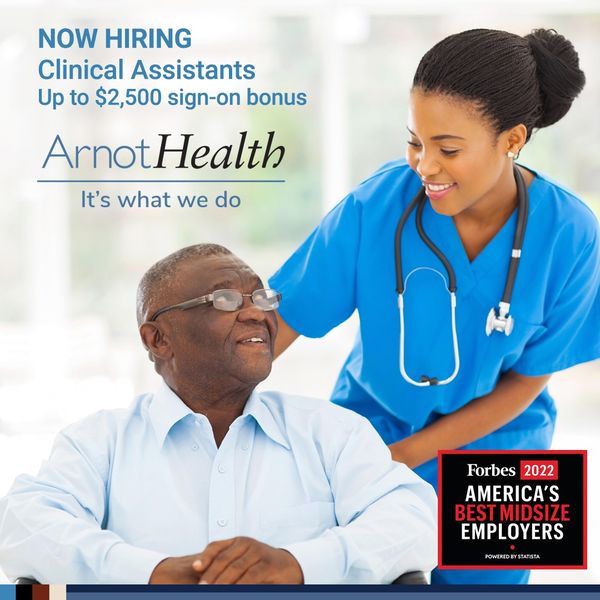 NOW HIRING
Clinical Assistants
Up to $2,500 sign-on bonus
ArnotHealth
It's what we do
Forbes 2022
AMERICA'S
BEST MIDSIZE
EMPLOYERS
POWERED BY STATISTA